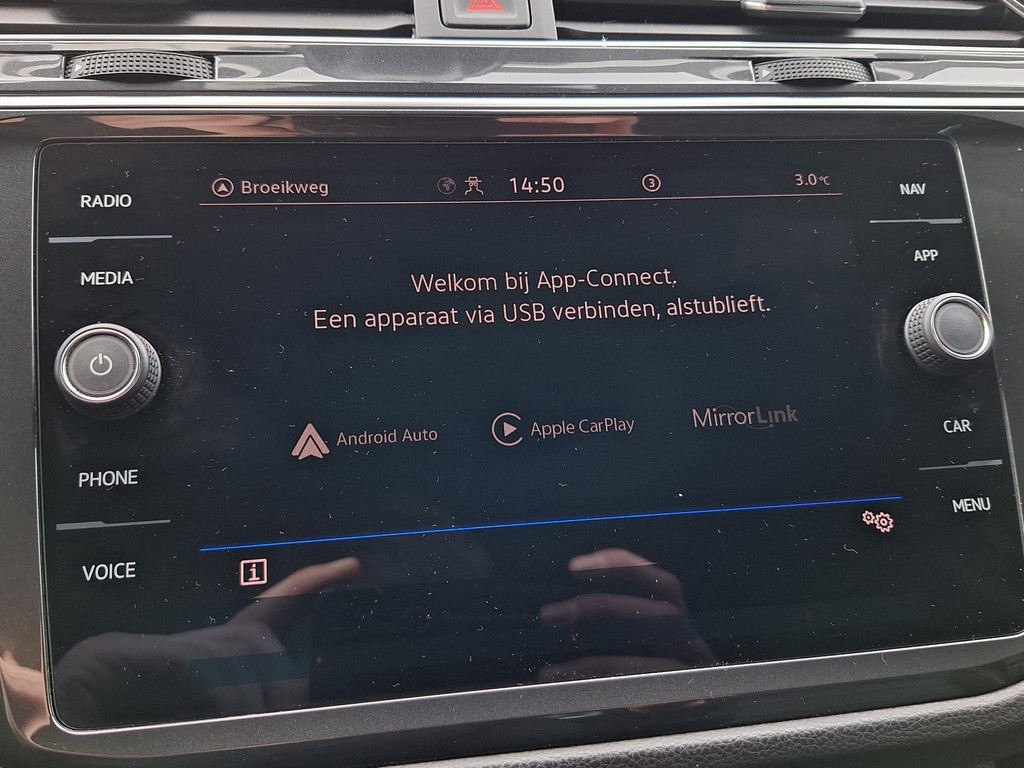 RADIO
MEDIA
PHONE
VOICE
Broeikweg
14:50
3
3.0°C
Welkom bij App-Connect.
Een apparaat via USB verbinden, alstublieft.
Android Auto
Apple CarPlay
MirrorLink
i
NAV
APP
CAR
MENU